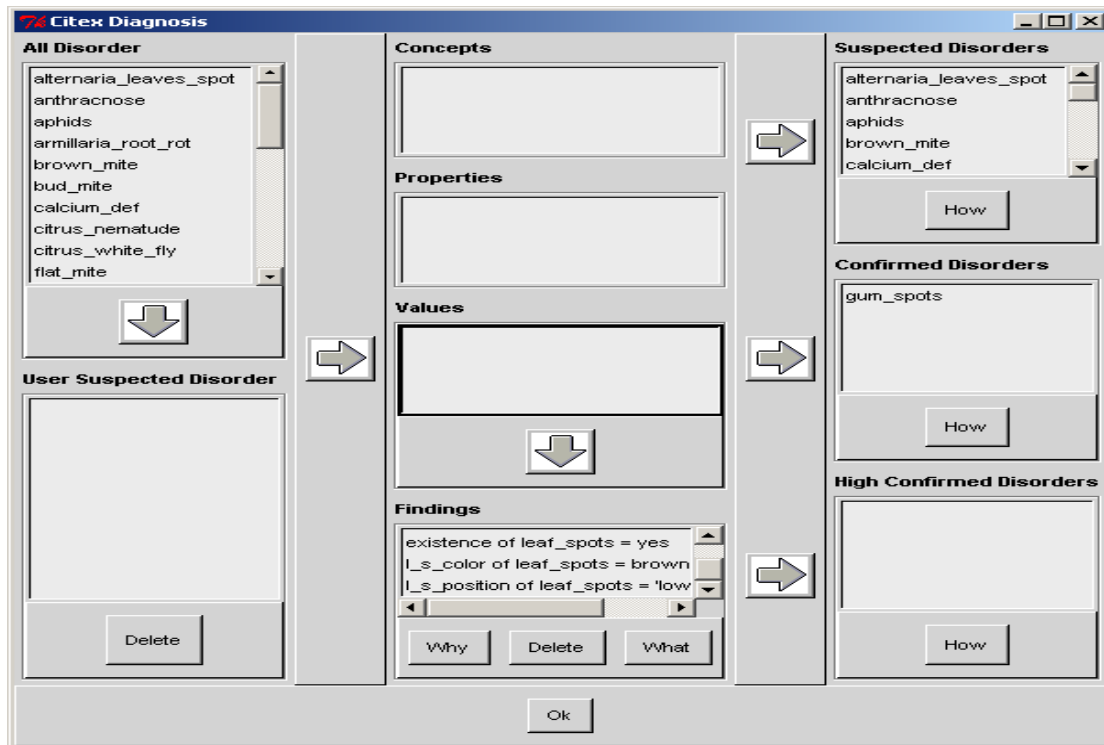 Citex Diagnosis
All Disorder
alternaria_leaves_spot
anthracnose
aphids
armillaria_root_rot
brown_mite
bud_mite
calcium_def
citrus_nematude
citrus_white_fly
flat_mite
User Suspected Disorder
Delete
Concepts
Properties
Values
Findings
existence of leaf_spots = yes
l_s_color of leaf_spots = brown
l_s_position of leaf_spots = 'low
Why
Delete
What
Suspected Disorders
alternaria_leaves_spot
anthracnose
aphids
brown_mite
calcium_def
How
Confirmed Disorders
gum_spots
How
High Confirmed Disorders
How
Ok